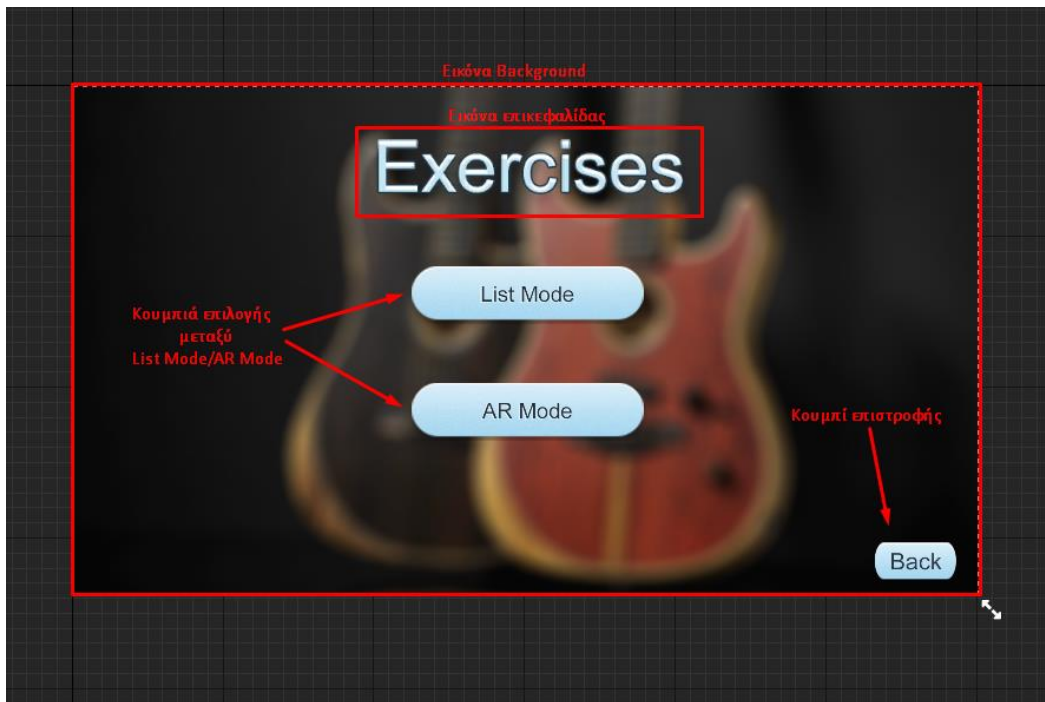 Εικόνα Background
Εικόνα επικεφαλίδας
Exercises
List Mode
Κουμπιά επιλογής
μεταξύ
List Mode/AR Mode
AR Mode
Κουμπί επιστροφής
Back